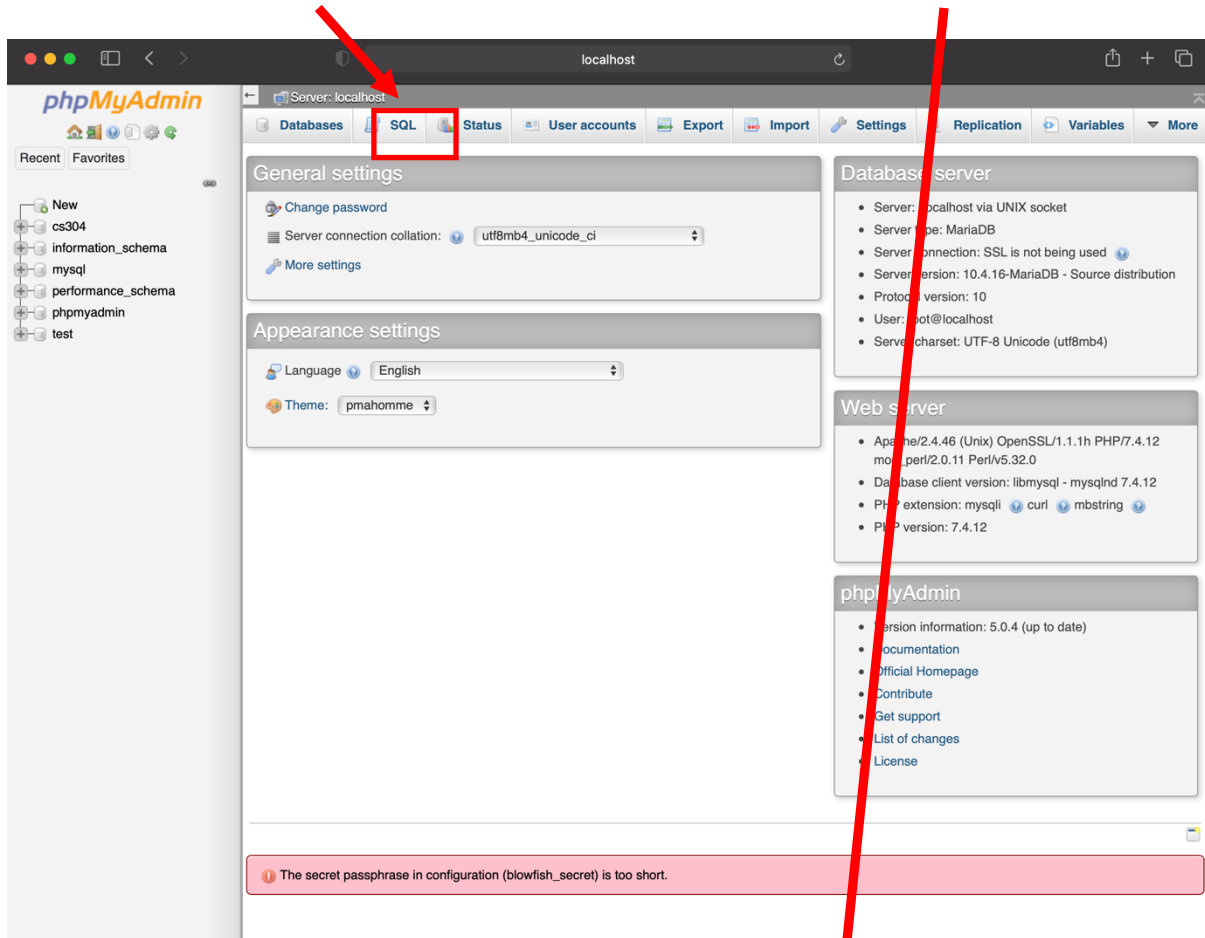 localhost
phpMyAdmin
Recent Favorites
New
cs304
information_schema
mysql
performance_schema
phpmyadmin
test
Server: localhost
Databases SQL Status User accounts Export Import Settings Replication Variables More
General settings
Change password
Server connection collation: utf8mb4_unicode_ci
More settings
Appearance settings
Language English
Theme: pmahomme
Database server
Server: Localhost via UNIX socket
Server type: MariaDB
Server connection: SSL is not being used
Server version: 10.4.16-MariaDB - Source distribution
Protocol version: 10
User: root@localhost
Server charset: UTF-8 Unicode (utf8mb4)
Web server
Apache/2.4.46 (Unix) OpenSSL/1.1.1h PHP/7.4.12
mod_perl/2.0.11 Perl/v5.32.0
Database client version: libmysql - mysqlnd 7.4.12
PHP extension: mysqli curl mbstring
PHP version: 7.4.12
phpMyAdmin
Version information: 5.0.4 (up to date)
Documentation
Official Homepage
Contribute
Get support
List of changes
License
The secret passphrase in configuration (blowfish_secret) is too short.